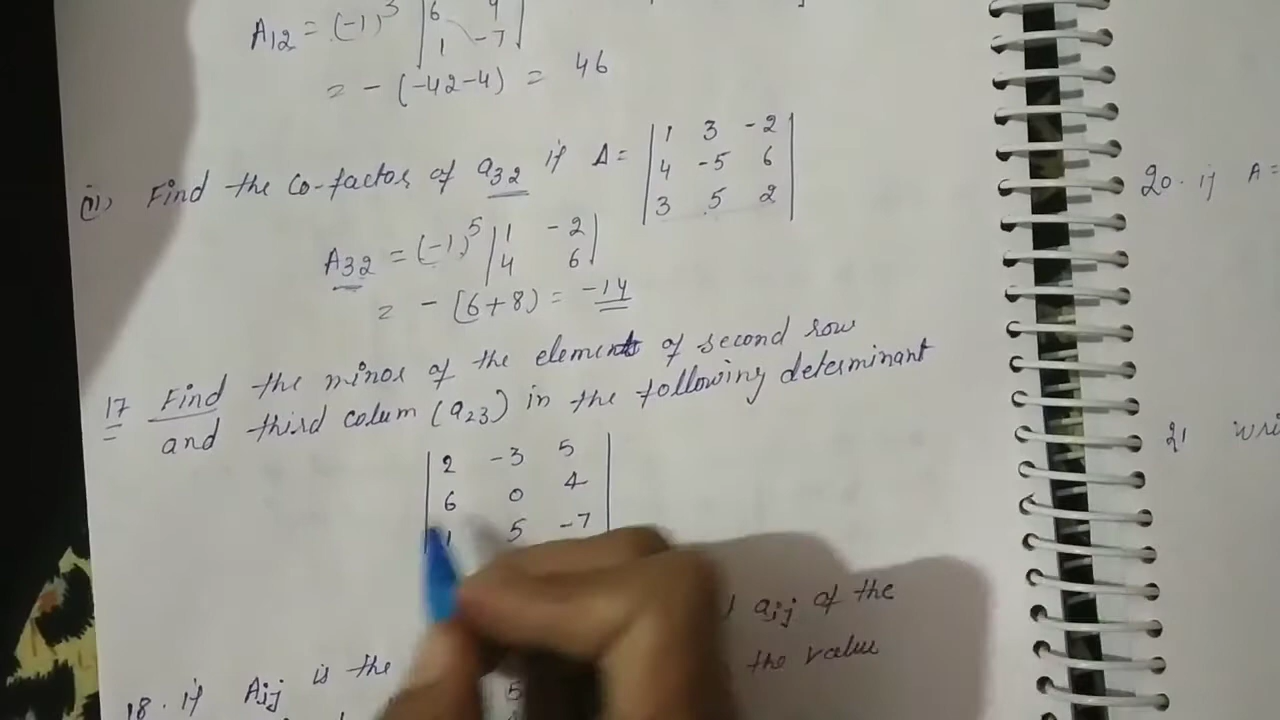 A12 = (-1)^3 | 6 4 |
| 1 -7 |
= - (-42-4) = 46
(ii) Find the Co-factor of a32 if Δ = | 1 3 -2 |
| 4 -5 6 |
| 3 5 2 |
A32 = (-1)^5 | 1 -2 |
| 4 6 |
= - (6+8) = -14
17 Find the minor of the element of second row
and third colum (a23) in the following determinant
| 2 -3 5 |
| 6 0 4 |
| 1 5 -7 |
18. if Aij is the aij of the
the value
5
20. if A =
21